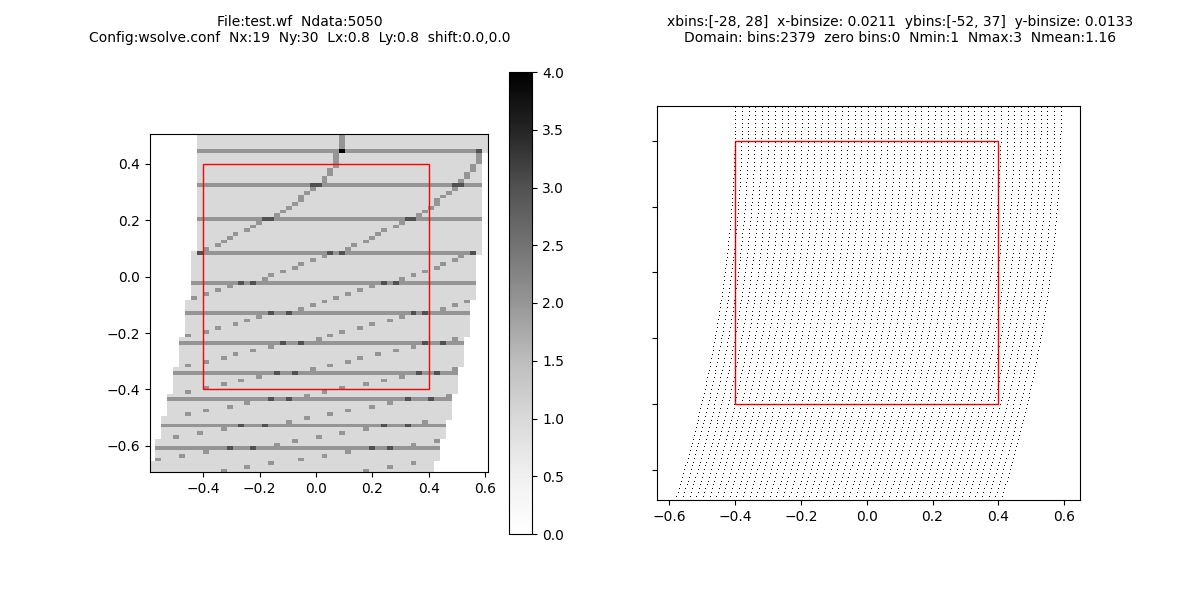 File:test.wf  Ndata:5050
Config:wsolve.conf  Nx:19  Ny:30  Lx:0.8  Ly:0.8  shift:0.0,0.0
xbins:[-28, 28]  x-binsize: 0.0211  ybins:[-52, 37]  y-binsize: 0.0133
Domain: bins:2379  zero bins:0  Nmin:1  Nmax:3  Nmean:1.16
0.4
0.2
0.0
−0.2
−0.4
−0.6
−0.4 −0.2 0.0 0.2 0.4 0.6
4.0
3.5
3.0
2.5
2.0
1.5
1.0
0.5
0.0
−0.6 −0.4 −0.2 0.0 0.2 0.4 0.6